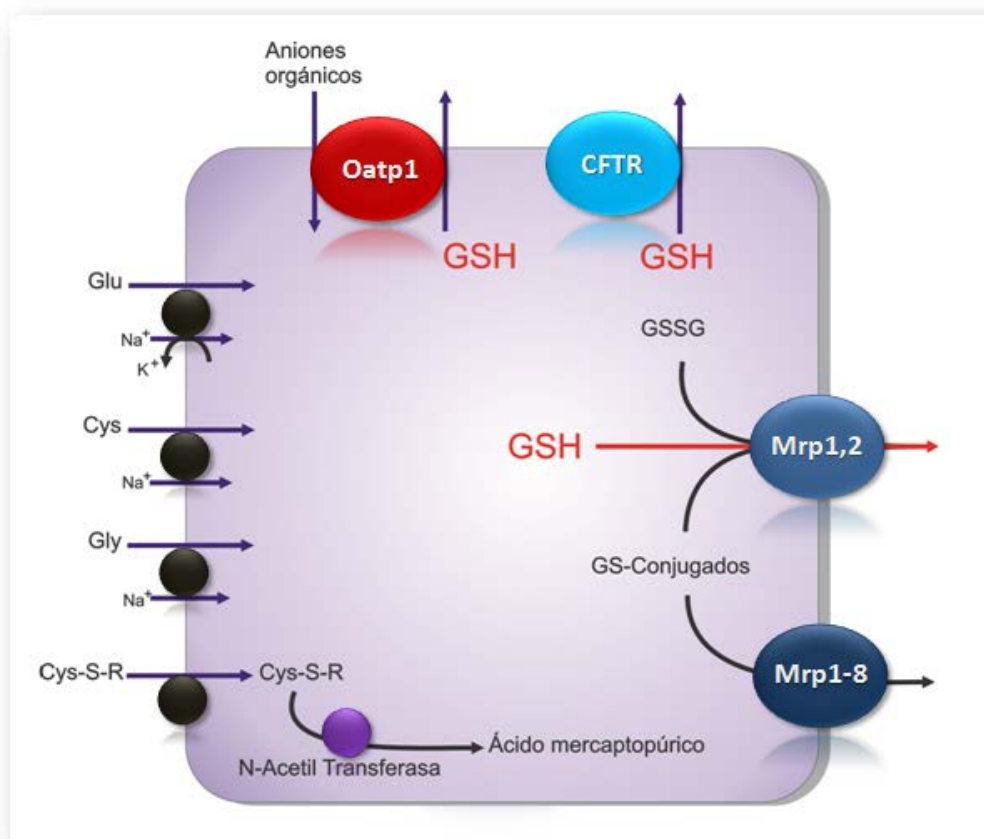 Aniones
orgánicos
Oatp1
CFTR
GSH
GSH
Glu
Na+
K+
GSSG
Cys
Na+
GSH
Mrp1,2
Gly
Na+
GS-Conjugados
Cys-S-R
Cys-S-R
Mrp1-8
N-Acetil Transferasa
Ácido mercaptopúrico